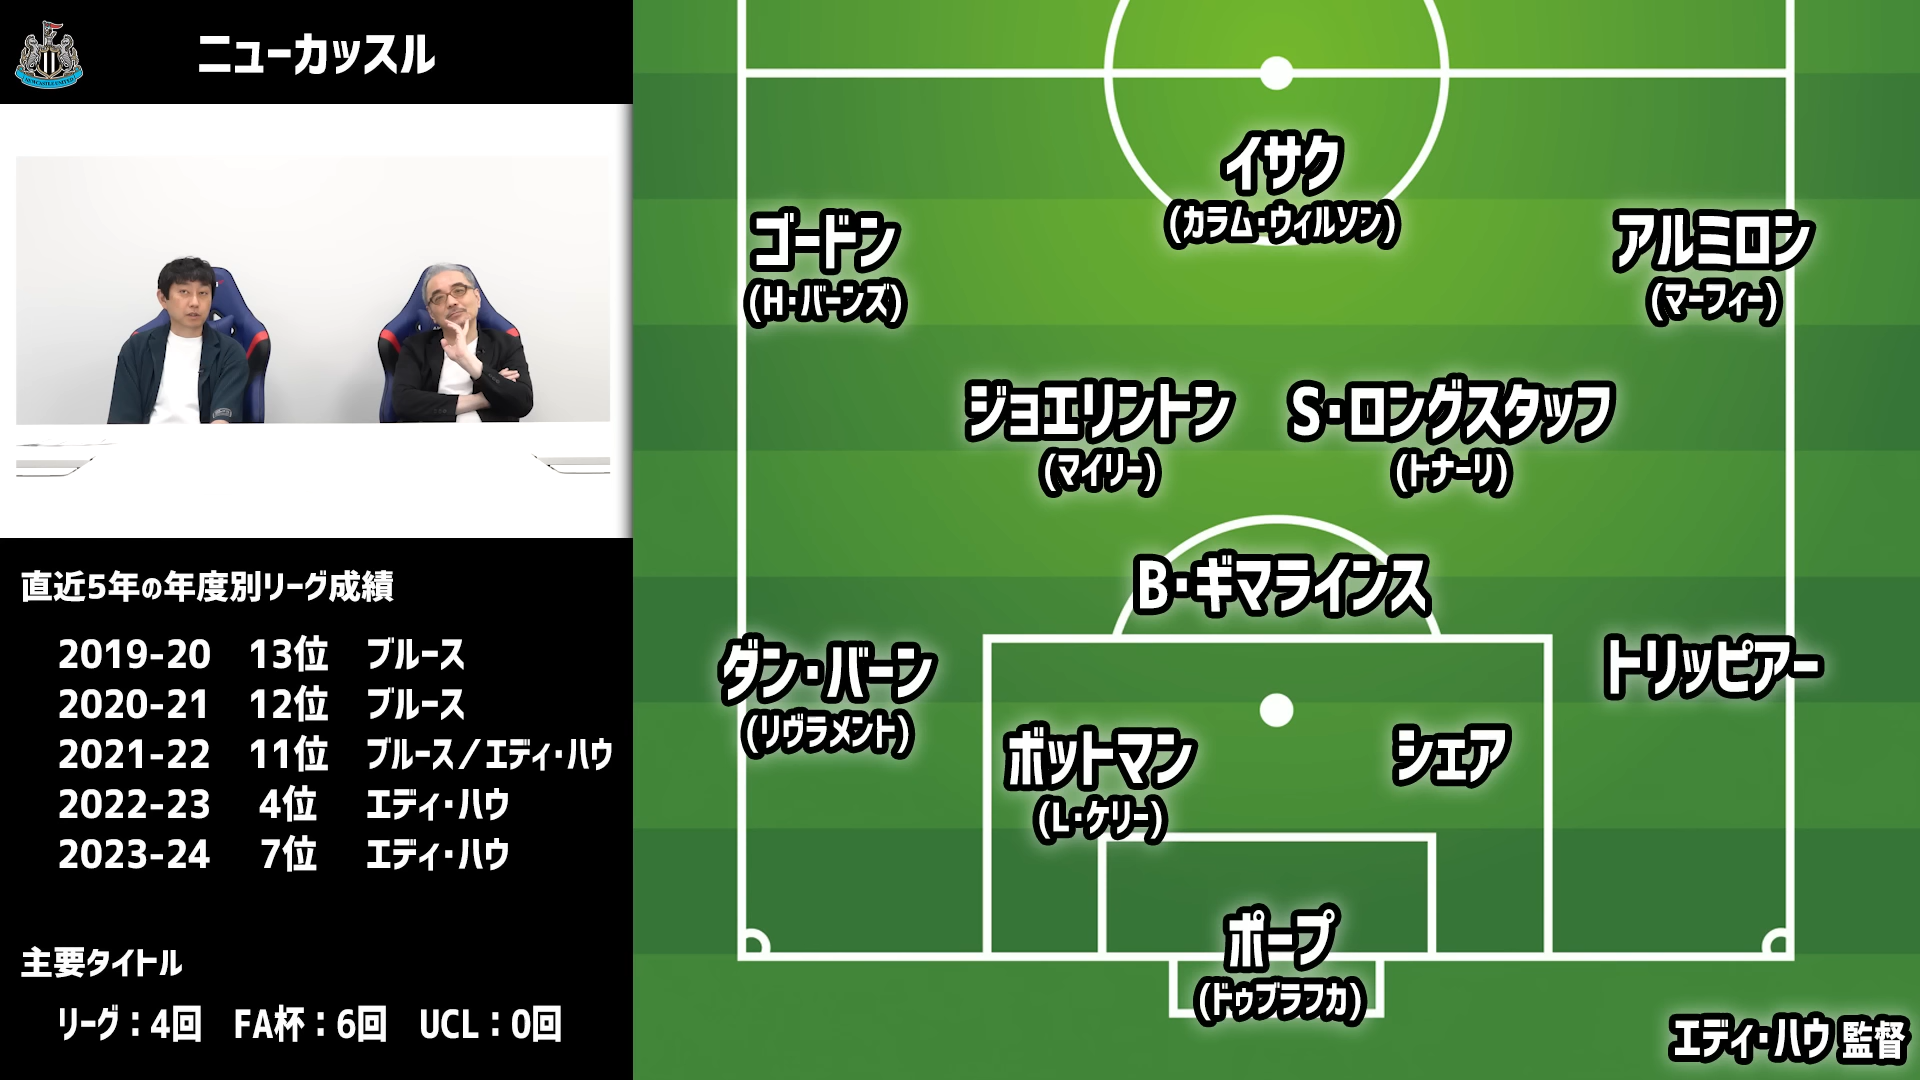 ニューカッスル
直近5年の年度別リーグ成績
2019-20 13位 ブルース
2020-21 12位 ブルース
2021-22 11位 ブルース／エディ・ハウ
2022-23 4位 エディ・ハウ
2023-24 7位 エディ・ハウ
主要タイトル
リーグ：4回 FA杯：6回 UCL：0回
イサク
(カラム・ウィルソン)
ゴードン
(H・バーンズ)
アルミロン
(マーフィー)
ジョエリントン
(マイリー)
S・ロングスタッフ
(トナーリ)
B・ギマラインス
ダン・バーン
(リヴラメント)
トリッピアー
ボットマン
(L・ケリー)
シェア
ポープ
(ドゥブラフカ)
エディ・ハウ 監督